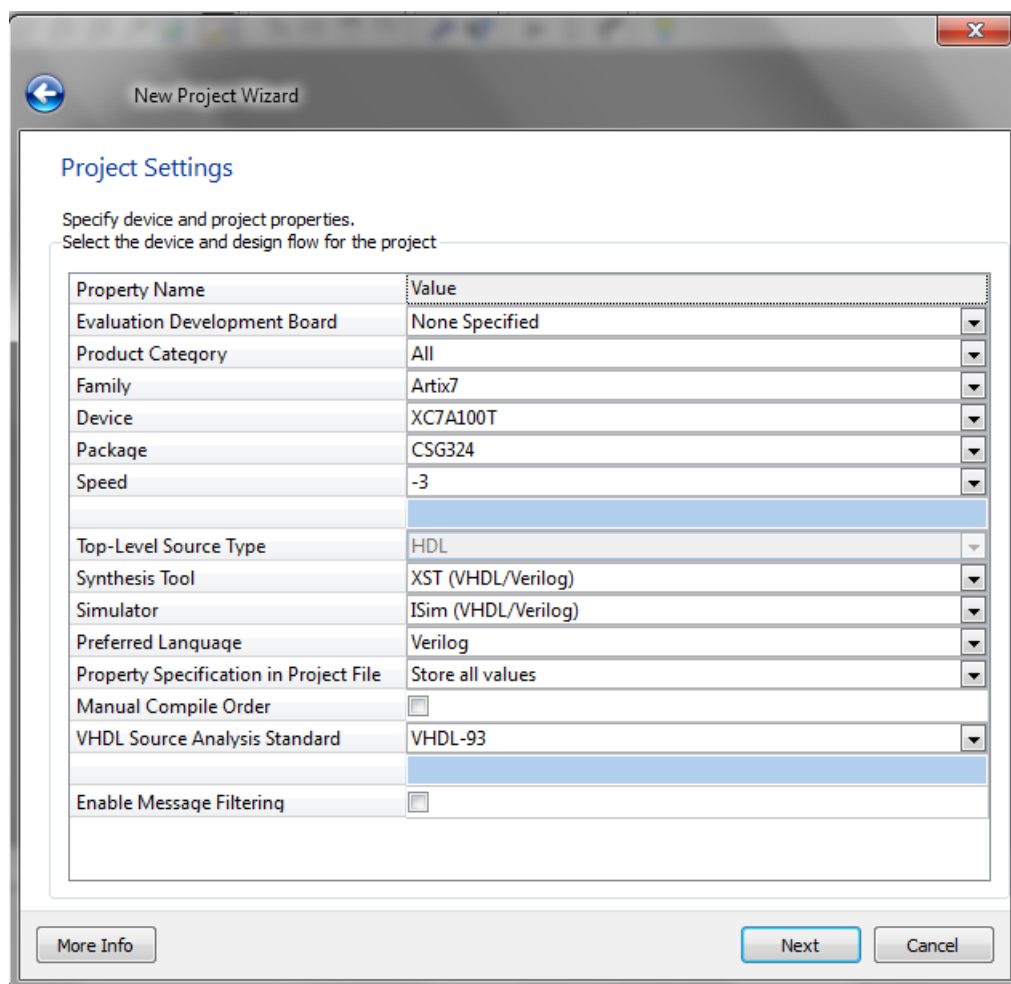 New Project Wizard
Project Settings
Specify device and project properties.
Select the device and design flow for the project
Property Name Value
Evaluation Development Board None Specified
Product Category All
Family Artix7
Device XC7A100T
Package CSG324
Speed -3
Top-Level Source Type HDL
Synthesis Tool XST (VHDL/Verilog)
Simulator ISim (VHDL/Verilog)
Preferred Language Verilog
Property Specification in Project File Store all values
Manual Compile Order
VHDL Source Analysis Standard VHDL-93
Enable Message Filtering
More Info Next Cancel